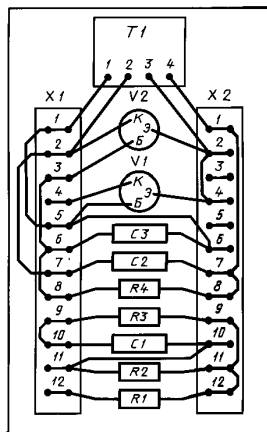 T1
1 2 3 4
X1 V2 X2
1 К 1
2 Э 2
3 Б 3
V1
4 К 4
Э
5 Б 5
6 C3 6
7 C2 7
8 R4 8
9 R3 9
10 C1 10
11 R2 11
12 R1 12